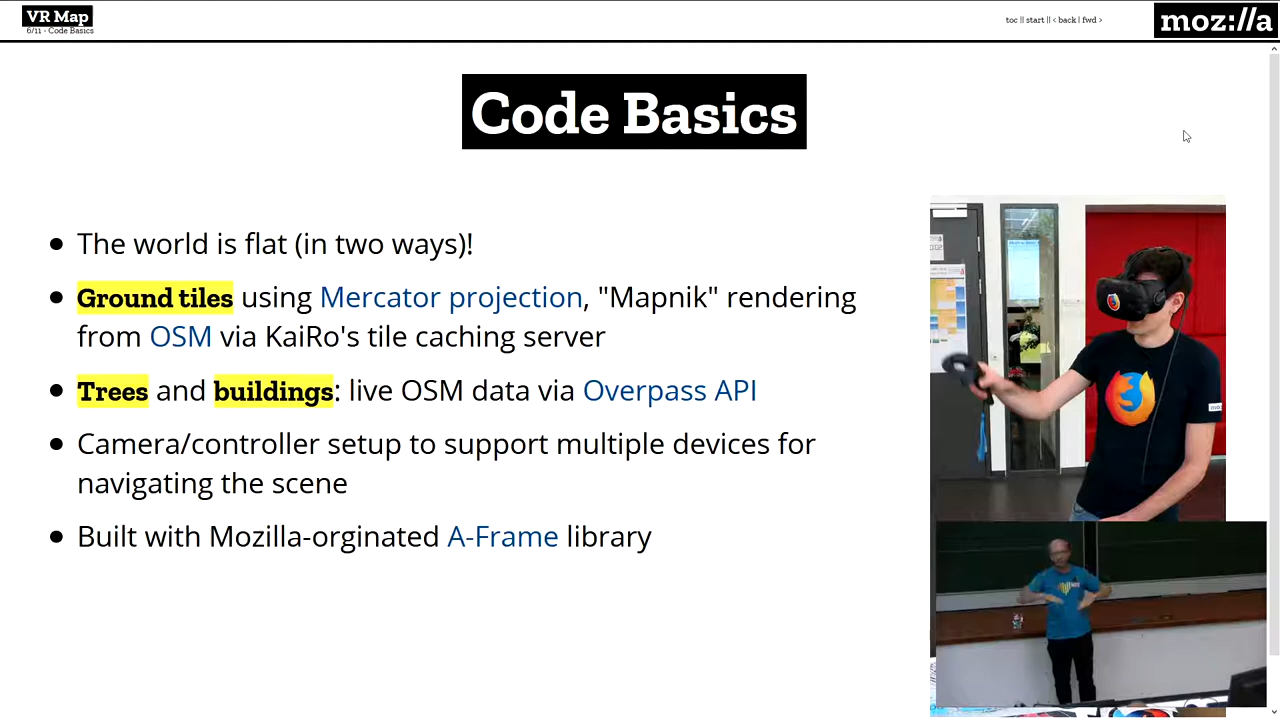 VR Map
6/11 - Code Basics
toc || start || < back | fwd >
moz://a
Code Basics
The world is flat (in two ways)!
Ground tiles using Mercator projection, "Mapnik" rendering
from OSM via KaiRo's tile caching server
Trees and buildings: live OSM data via Overpass API
Camera/controller setup to support multiple devices for
navigating the scene
Built with Mozilla-orginated A-Frame library